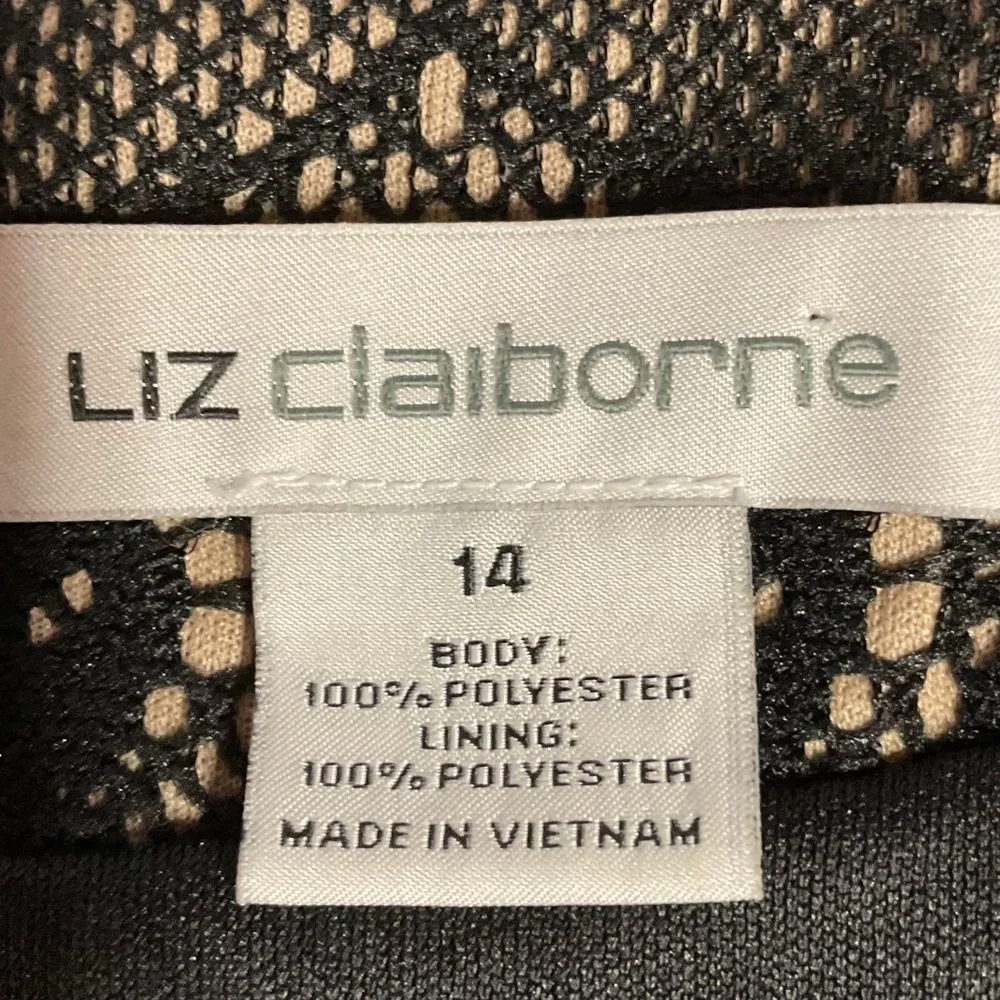 LIZ claiborne
14
BODY:
100% POLYESTER
LINING:
100% POLYESTER
MADE IN VIETNAM